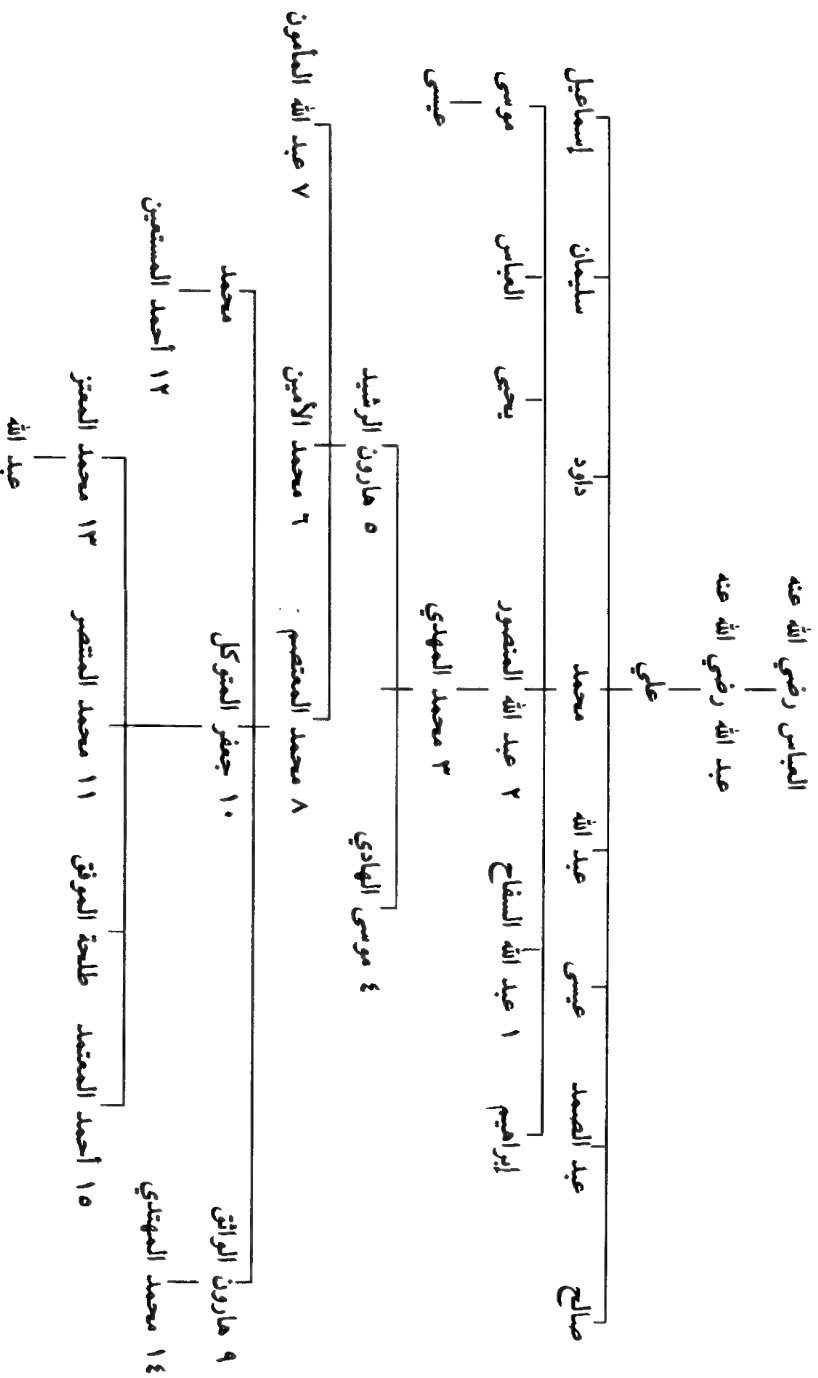 العباس رضي الله عنه
عبد الله رضي الله عنه
علي
صالح عبد الصمد عيسى عبد الله محمد داود سليمان إسماعيل
إبراهيم ١ عبد الله السفاح ٢ عبد الله المنصور يحيى العباس موسى
٣ محمد المهدي عيسى
٤ موسى الهادي ٥ هارون الرشيد
٨ محمد المعتصم ٦ محمد الأمين ٧ عبد الله المأمون
٩ هارون الواثق ١٠ جعفر المتوكل محمد
١٤ محمد المهتدي ١٢ أحمد المستعين
١٥ أحمد المعتمد طلحة الموفق ١١ محمد المنتصر ١٣ محمد المعتز
عبد الله